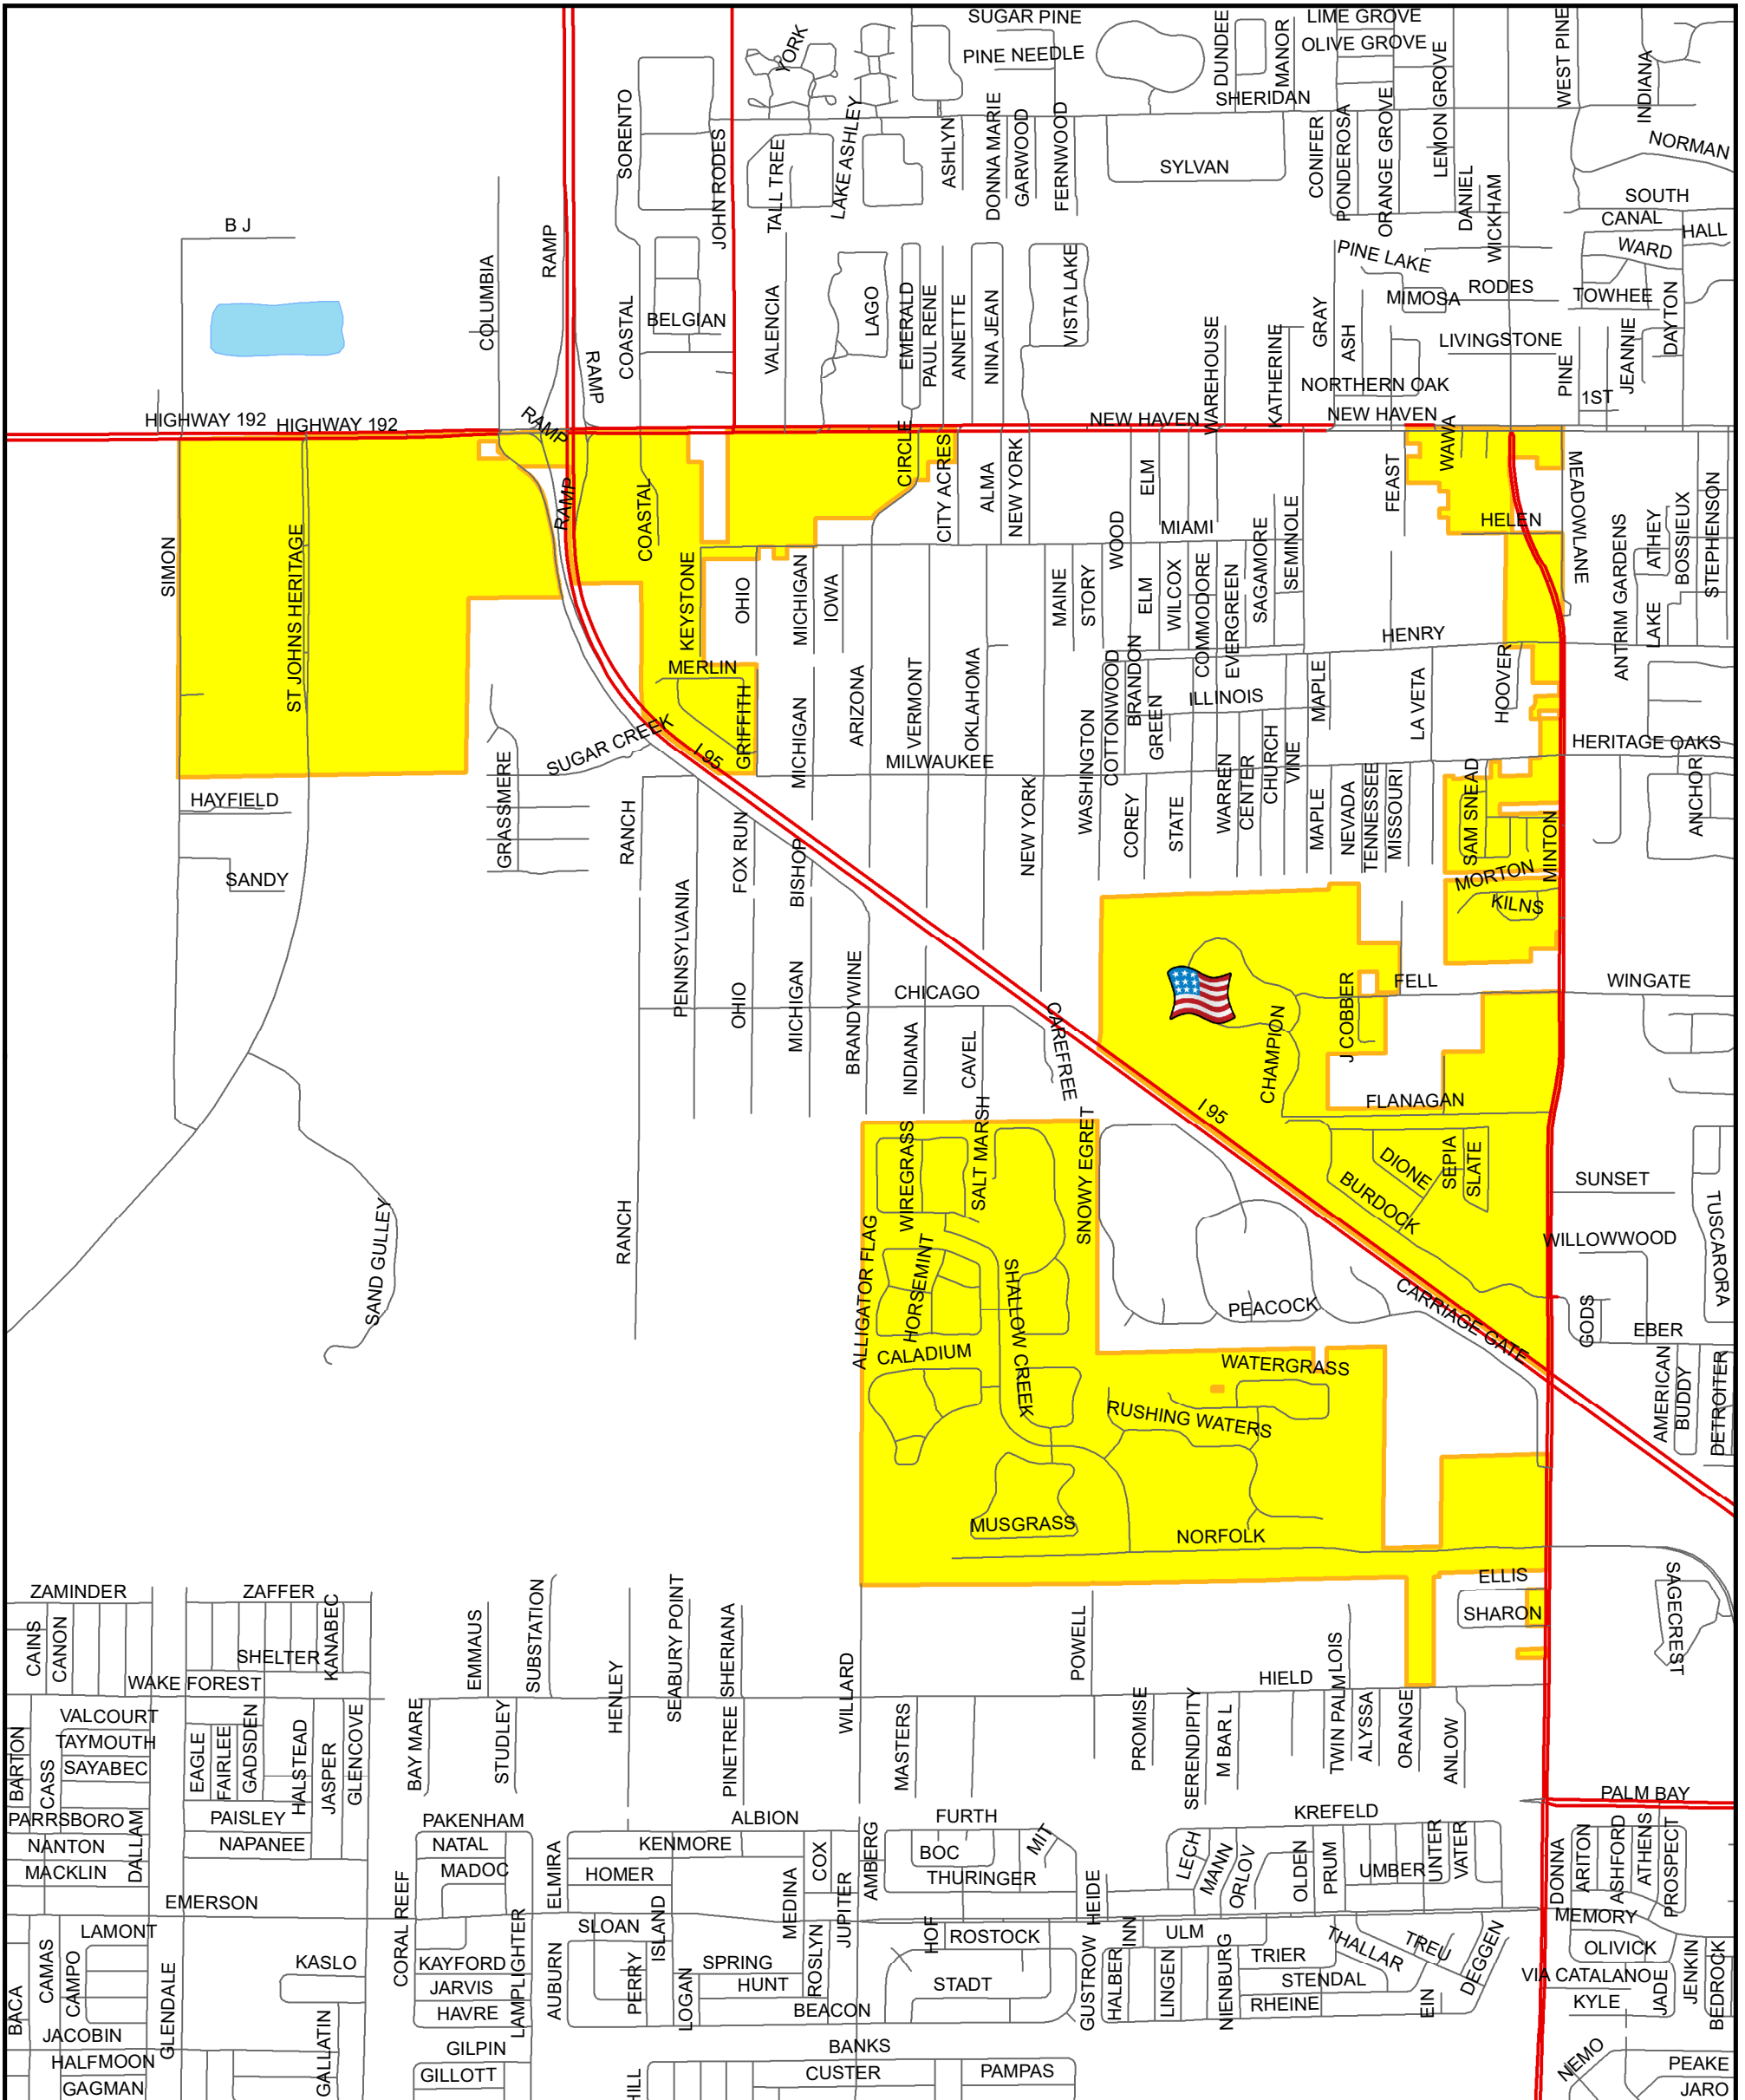 SUGAR PINE
LIME GROVE
YORK
PINE NEEDLE
DUNDEE
MANOR
OLIVE GROVE
LEMON GROVE
WEST PINE
INDIANA
SORENTO
JOHN RODES
TALL TREE
LAKE ASHLEY
ASHLYN
DONNA MARIE
GARWOOD
FERNWOOD
SHERIDAN
SYLVAN
CONIFER
PONDEROSA
ORANGE GROVE
DANIEL
WICKHAM
NORMAN
SOUTH
CANAL
HALL
WARD
B J
COLUMBIA
RAMP
COASTAL
BELGIAN
VALENCIA
LAGO
EMERALD
PAUL RENE
ANNETTE
NINA JEAN
VISTA LAKE
PINE LAKE
MIMOSA
RODES
TOWHEE
DAYTON
RAMP
WAREHOUSE
KATHERINE
GRAY
ASH
LIVINGSTONE
PINE
JEANNIE
NORTHERN OAK
1ST
HIGHWAY 192
HIGHWAY 192
RAMP
NEW HAVEN
NEW HAVEN
WAWA
CIRCLE
CITY ACRES
ALMA
NEW YORK
ELM
FEAST
MEADOWLANE
RAMP
COASTAL
SIMON
ST JOHNS HERITAGE
WOOD
MIAMI
SAGAMORE
SEMINOLE
HELEN
ANTRIM GARDENS
ATHEY
BOSSIEUX
STEPHENSON
KEYSTONE
OHIO
MICHIGAN
IOWA
MAINE
STORY
ELM
WILCOX
COMMODORE
EVERGREEN
LAKE
HENRY
MERLIN
GRIFFITH
MICHIGAN
ARIZONA
VERMONT
OKLAHOMA
COTTONWOOD
BRANDON
GREEN
ILLINOIS
MAPLE
LA VETA
HOOVER
SUGAR CREEK
I 95
MILWAUKEE
WASHINGTON
WARREN
CENTER
CHURCH
VINE
HERITAGE OAKS
HAYFIELD
GRASSMERE
RANCH
FOX RUN
BISHOP
NEW YORK
COREY
STATE
MAPLE
NEVADA
TENNESSEE
MISSOURI
SAM SNEAD
MINTON
ANCHOR
SANDY
MORTON
KILNS
PENNSYLVANIA
OHIO
MICHIGAN
BRANDYWINE
CHICAGO
CAREFREE
CHAMPION
J COBBER
FELL
WINGATE
INDIANA
CAVEL
I 95
FLANAGAN
WIREGRASS
SALT MARSH
SNOWY EGRET
DIONE
SEPIA
SLATE
BURDOCK
SUNSET
TUSCARORA
SAND GULLEY
RANCH
ALLIGATOR FLAG
HORSEMINT
SHALLOW CREEK
WILLOWWOOD
PEACOCK
CARRIAGE GATE
GODS
EBER
CALADIUM
WATERGRASS
AMERICAN
BUDDY
DETROITER
RUSHING WATERS
MUSGRASS
NORFOLK
ELLIS
SHARON
SAGECREST
ZAMINDER
ZAFFER
CAINS
CANON
KANABEC
SHELTER
EMMAUS
SUBSTATION
SEABURY POINT
SHERIANA
POWELL
LOIS
WAKE FOREST
HENLEY
WILLARD
HIELD
VALCOURT
TAYMOUTH
SAYABEC
BARTON
CASS
EAGLE
FAIRLEE
GADSDEN
HALSTEAD
JASPER
GLENCOVE
BAY MARE
STUDLEY
PINETREE
MASTERS
PROMISE
SERENDIPITY
M BAR L
TWIN PALM
ALYSSA
ORANGE
ANLOW
PALM BAY
PARRSBORO
NANTON
MACKLIN
DALLAM
PAISLEY
NAPANEE
PAKENHAM
NATAL
MADOC
ALBION
KENMORE
HOMER
ELMIRA
COX
AMBERG
FURTH
BOC
MIT
THURINGER
KREFELD
LECH
MANN
ORLOV
OLDEN
PRUM
UMBER
UNTER
VATER
DONNA
ARITON
ASHFORD
ATHENS
PROSPECT
EMERSON
CORAL REEF
LAMONT
SLOAN
ISLAND
MEDINA
JUPITER
HOF
ROSTOCK
HEIDE
INN
ULM
MEMORY
OLIVICK
CAMAS
CAMPO
BACA
GLENDALE
KASLO
KAYFORD
JARVIS
HAVRE
LAMPLIGHTER
AUBURN
PERRY
LOGAN
SPRING
HUNT
ROSLYN
BEACON
STADT
GUSTROW
HALBER
LINGEN
NIENBURG
TRIER
STENDAL
RHEINE
THALLAR
TREU
EIN
DEGGEN
VIA CATALANO
KYLE
JADE
JENKIN
BEDROCK
JACOBIN
HALFMOON
GAGMAN
GALLATIN
GILPIN
GILLOTT
HILL
BANKS
CUSTER
PAMPAS
NEMO
PEAKE
JARO